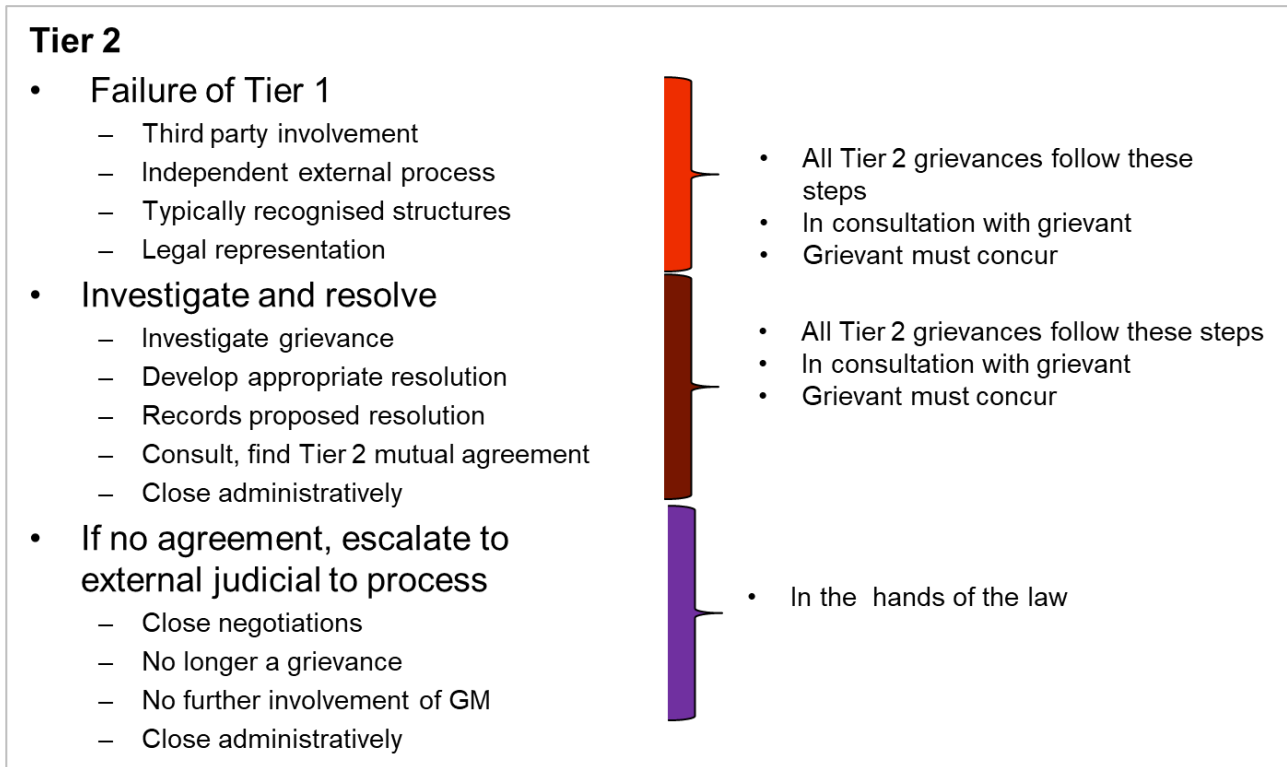 Tier 2
• Failure of Tier 1
– Third party involvement
– Independent external process
– Typically recognised structures
– Legal representation
• All Tier 2 grievances follow these
steps
• In consultation with grievant
• Grievant must concur
• Investigate and resolve
– Investigate grievance
– Develop appropriate resolution
– Records proposed resolution
– Consult, find Tier 2 mutual agreement
– Close administratively
• All Tier 2 grievances follow these steps
• In consultation with grievant
• Grievant must concur
• If no agreement, escalate to
external judicial to process
– Close negotiations
– No longer a grievance
– No further involvement of GM
– Close administratively
• In the hands of the law